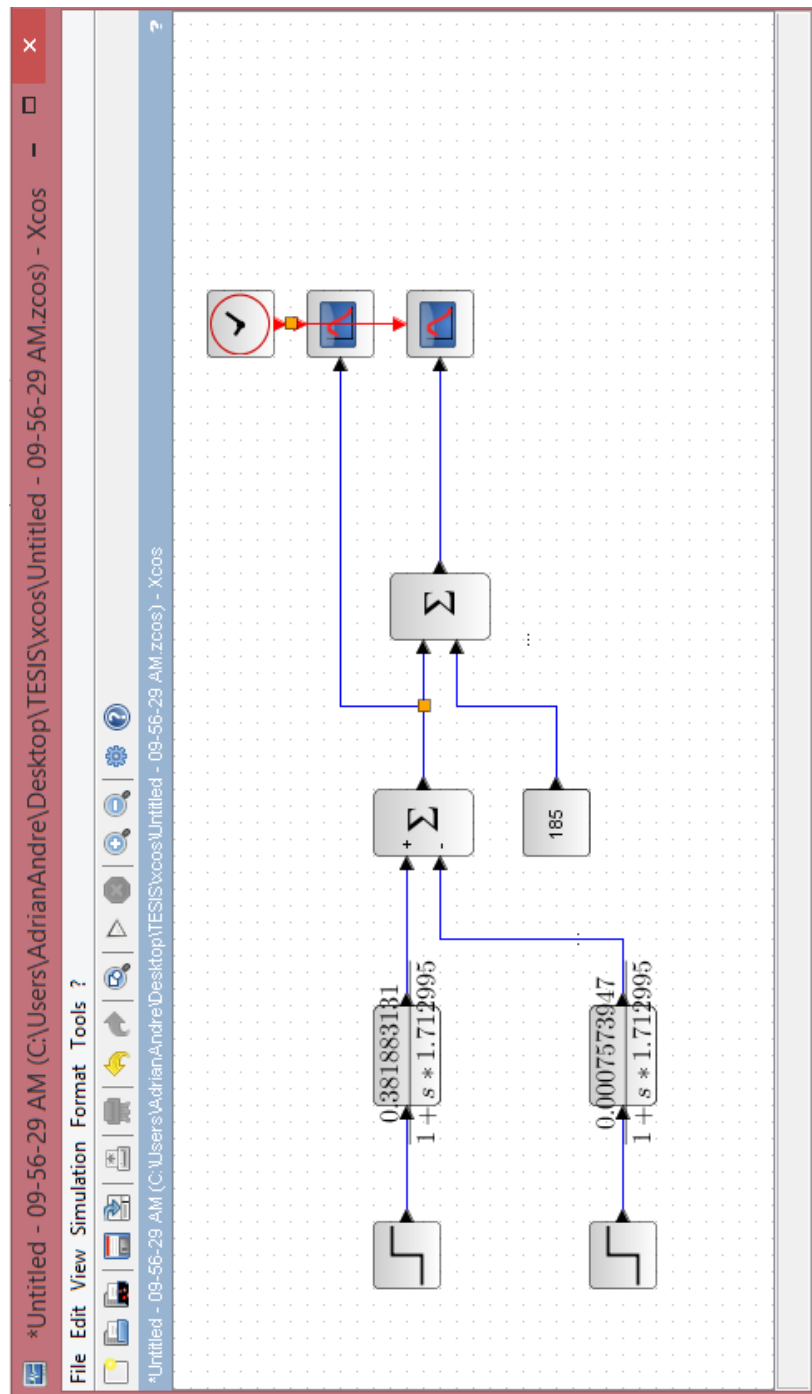 *Untitled - 09-56-29 AM (C:\Users\AdrianAndre\Desktop\TESIS\xcos\Untitled - 09-56-29 AM.zcos) - Xcos
File Edit View Simulation Format Tools ?
*Untitled - 09-56-29 AM (C:\Users\AdrianAndre\Desktop\TESIS\xcos\Untitled - 09-56-29 AM.zcos) - Xcos ?
0.381883131
1 + s * 1.712995
+
-
Σ
Σ
185
0.0007573947
1 + s * 1.712995